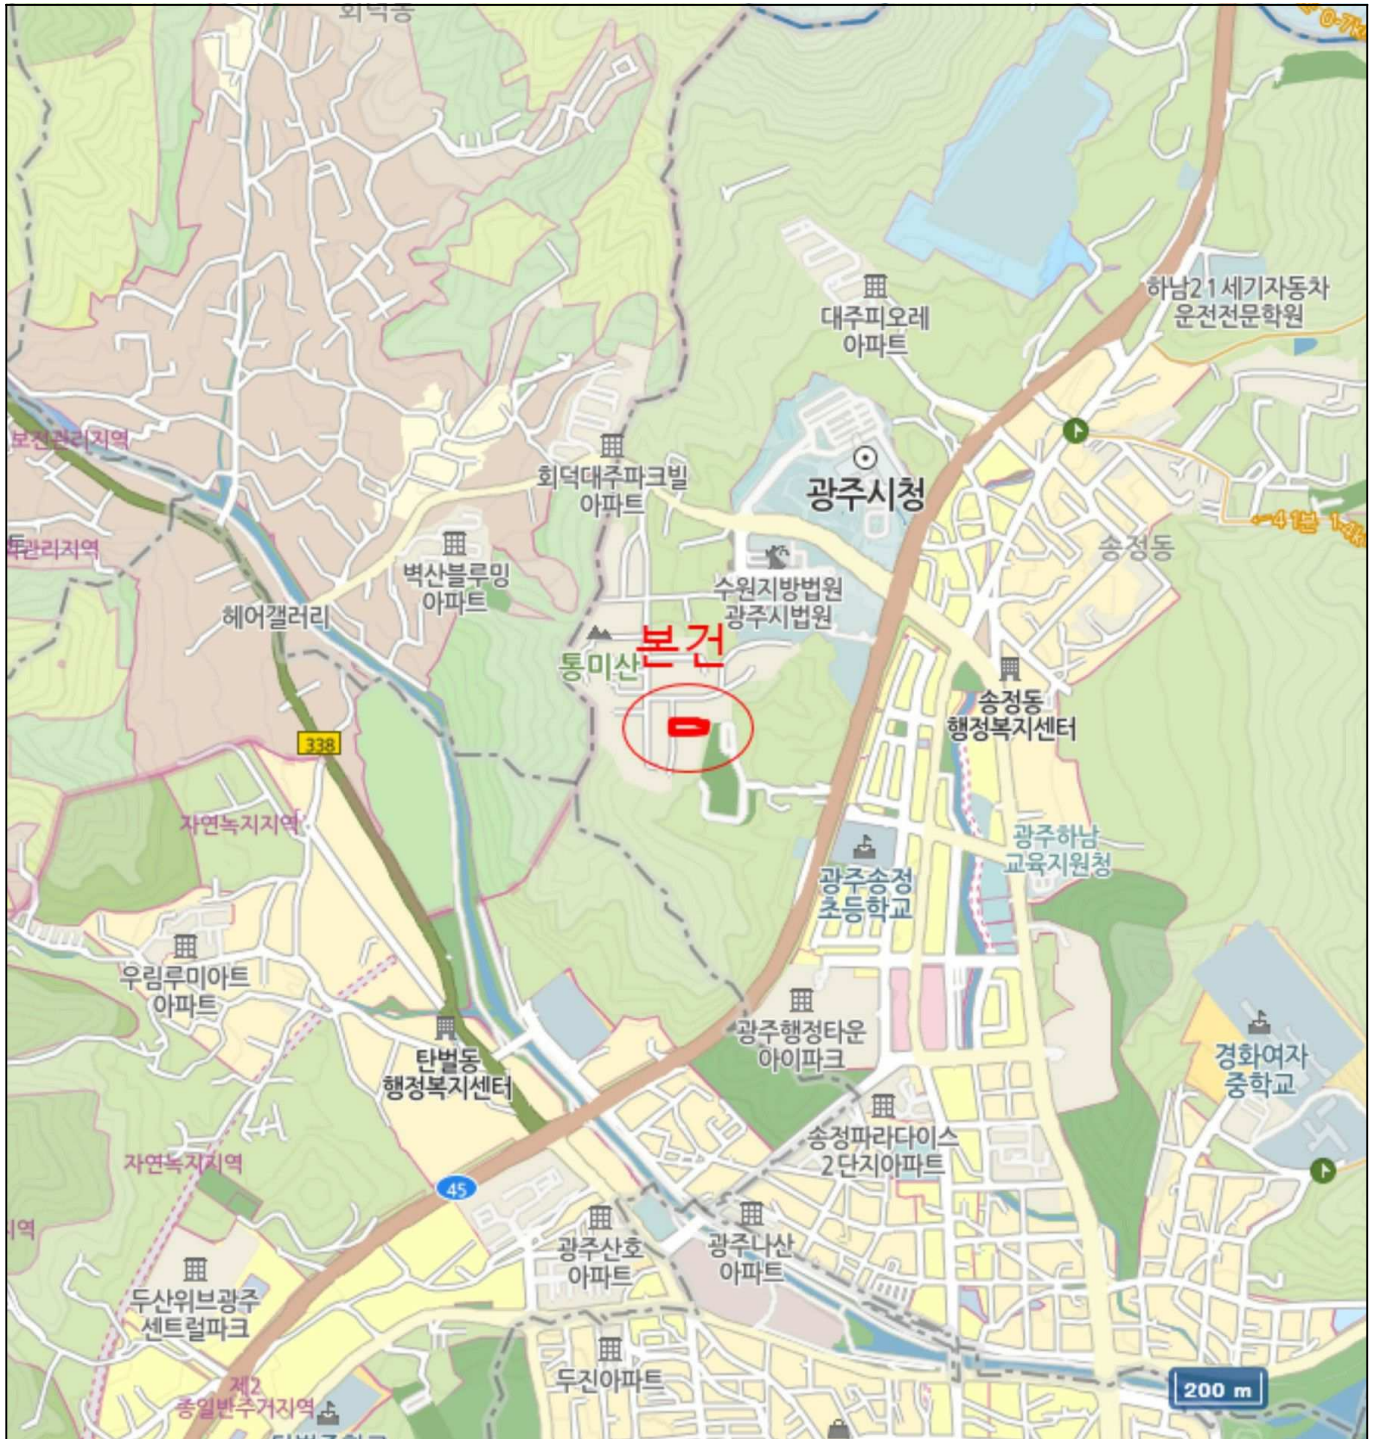 회덕동
대주피오레
아파트
하남21세기자동차
운전전문학원
보전관리지역
회덕대주파크빌
아파트
광주시청
송정동
벽산블루밍
아파트
수원지방법원
광주시법원
헤어갤러리
본건
통미산
송정동
행정복지센터
338
자연녹지지역
광주하남
교육지원청
광주송정
초등학교
우림루미아트
아파트
광주행정타운
아이파크
탄벌동
행정복지센터
경화여자
중학교
송정파라다이스
2단지아파트
자연녹지지역
45
광주산호
아파트
광주나산
아파트
두산위브광주
센트럴파크
두진아파트
제2
종일반주거지역
200 m